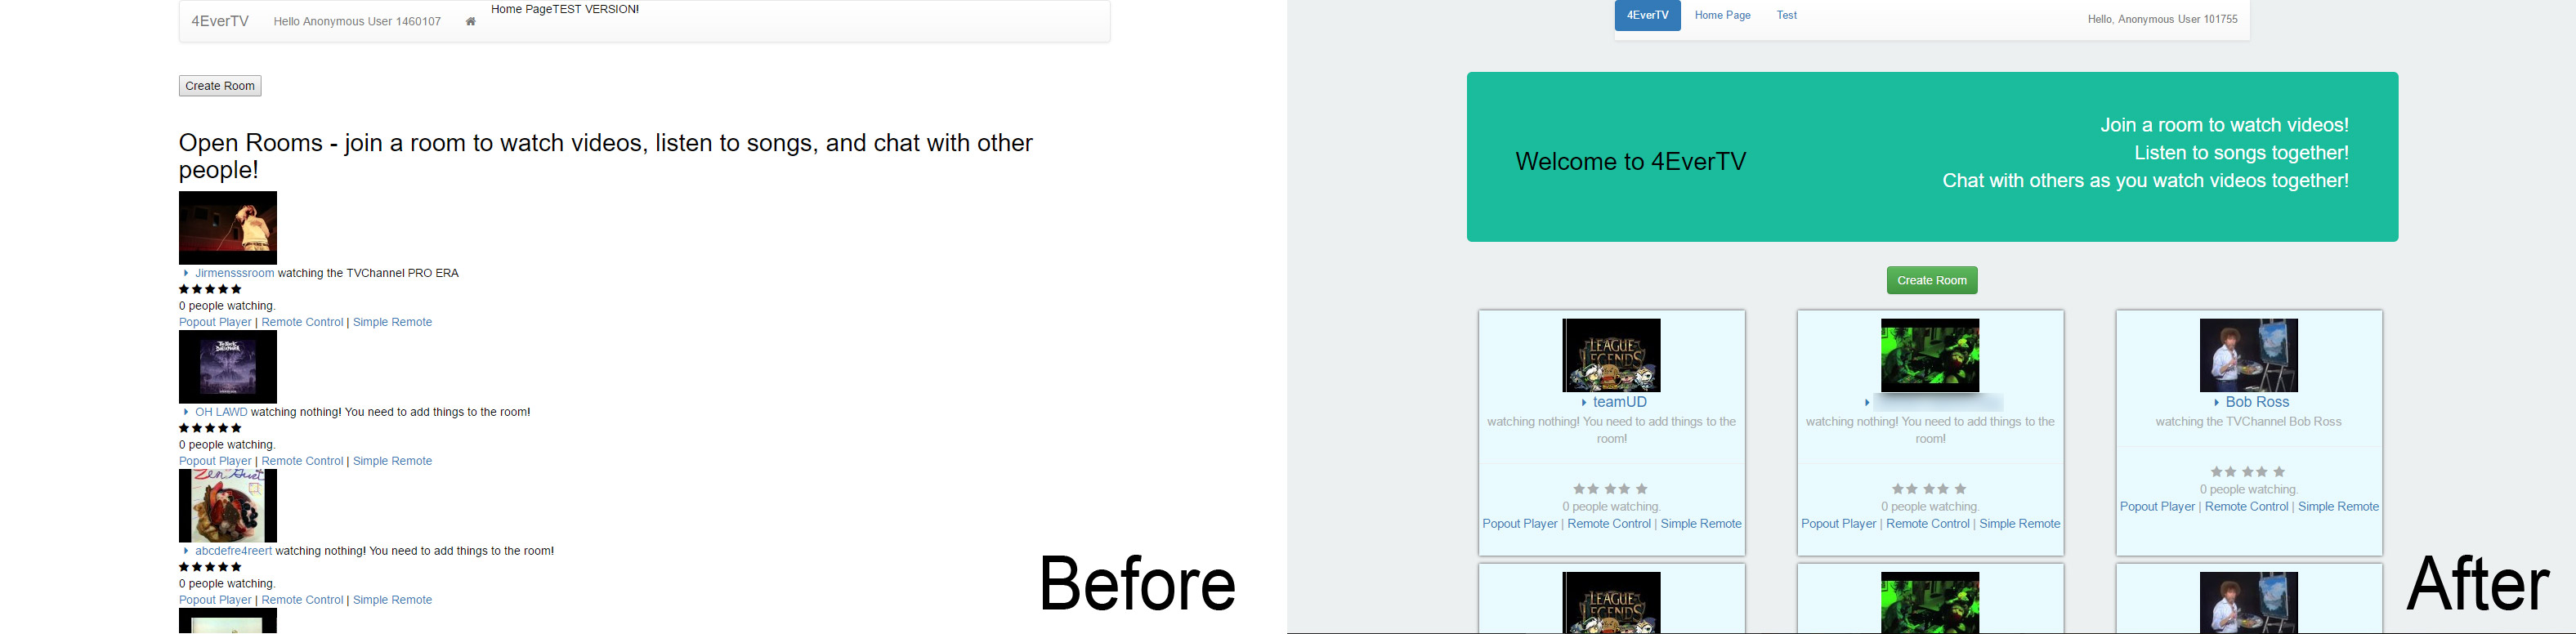 4EverTV Hello Anonymous User 1460107 Home PageTEST VERSION!
Create Room
Open Rooms - join a room to watch videos, listen to songs, and chat with other
people!
Jirmensssroom watching the TVChannel PRO ERA
0 people watching.
Popout Player | Remote Control | Simple Remote
OH LAWD watching nothing! You need to add things to the room!
0 people watching.
Popout Player | Remote Control | Simple Remote
abcdefre4reert watching nothing! You need to add things to the room!
0 people watching.
Popout Player | Remote Control | Simple Remote
Before
4EverTV Home Page Test Hello, Anonymous User 101755
Welcome to 4EverTV
Join a room to watch videos!
Listen to songs together!
Chat with others as you watch videos together!
Create Room
LEAGUE
LEGENDS
teamUD
watching nothing! You need to add things to the
room!
0 people watching.
Popout Player | Remote Control | Simple Remote
watching nothing! You need to add things to the
room!
0 people watching.
Popout Player | Remote Control | Simple Remote
Bob Ross
watching the TVChannel Bob Ross
0 people watching.
Popout Player | Remote Control | Simple Remote
LEAGUE
LEGENDS
After